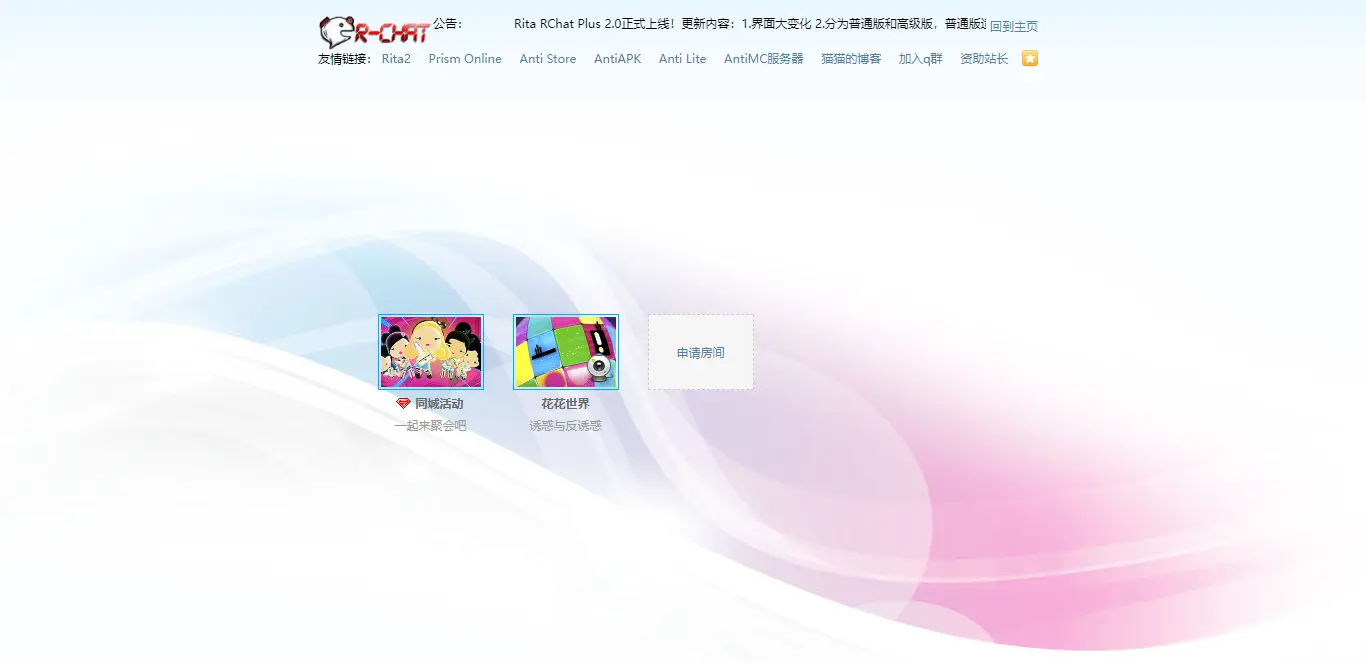 R-CHAT 公告: Rita RChat Plus 2.0正式上线! 更新内容: 1.界面大变化 2.分为普通版和高级版, 普通版 回到主页
友情链接: Rita2 Prism Online Anti Store AntiAPK Anti Lite AntiMC服务器 猫猫的博客 加入q群 资助站长
申请房间
同城活动 花花世界
一起来聚会吧 诱惑与反诱惑